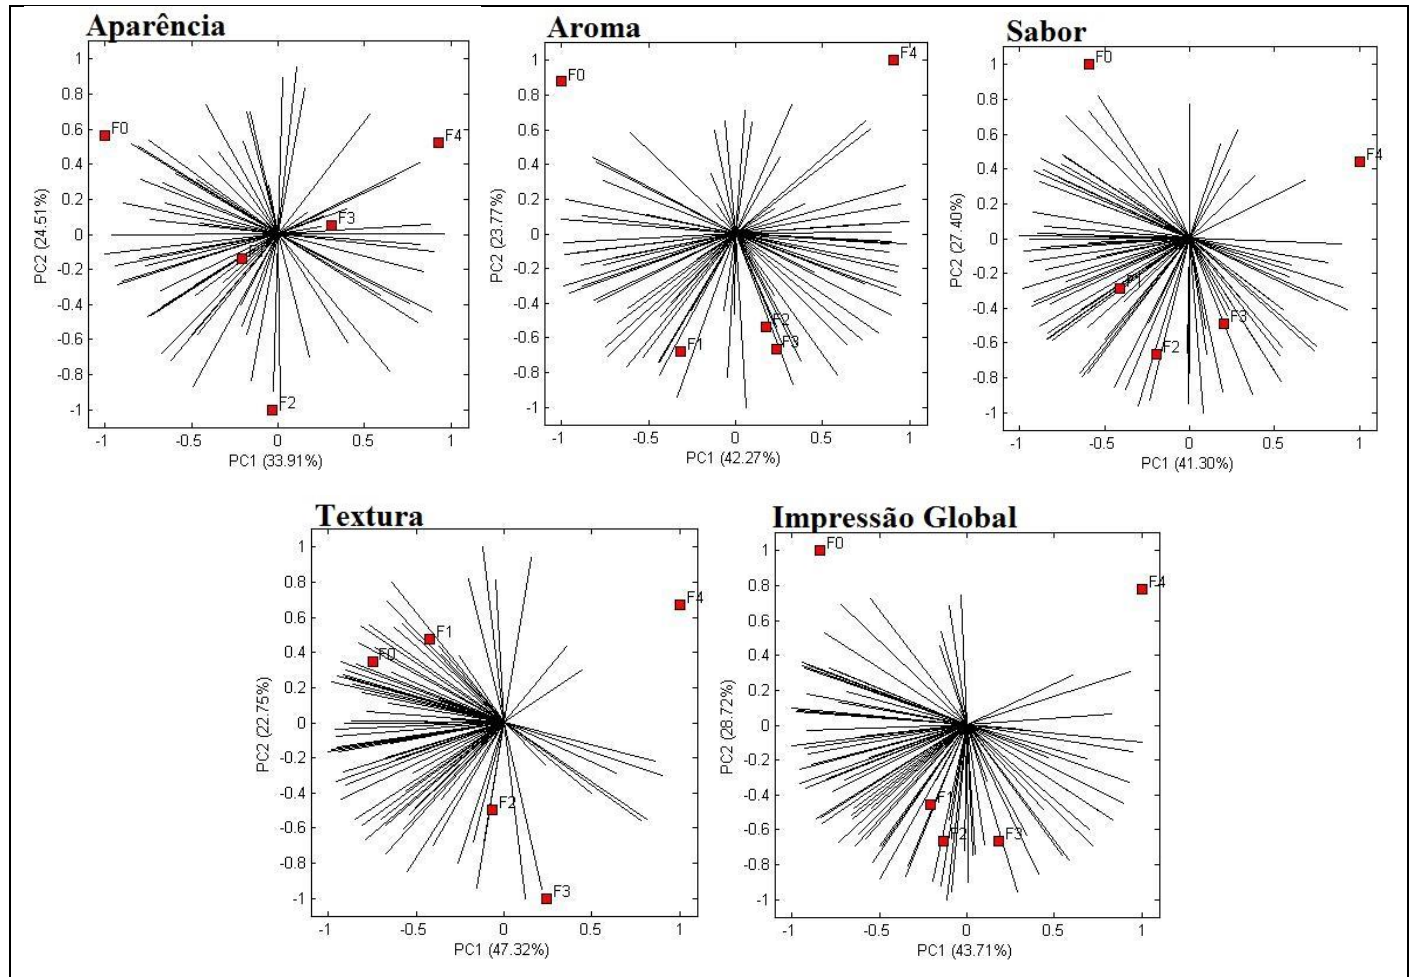 Aparência
1
0.8
0.6
0.4
0.2
0
-0.2
-0.4
-0.6
-0.8
-1
PC2 (24.51%)
F0
F4
F3
F2
-1
-0.5
0
0.5
1
PC1 (33.91%)
Aroma
1
0.8
0.6
0.4
0.2
0
-0.2
-0.4
-0.6
-0.8
-1
PC2 (23.77%)
F0
F4
F2
F1
F3
-1
-0.5
0
0.5
1
PC1 (42.27%)
Sabor
1
0.8
0.6
0.4
0.2
0
-0.2
-0.4
-0.6
-0.8
-1
PC2 (27.40%)
F0
F4
F1
F3
F2
-1
-0.5
0
0.5
1
PC1 (41.30%)
Textura
1
0.8
0.6
0.4
0.2
0
-0.2
-0.4
-0.6
-0.8
-1
PC2 (22.75%)
F4
F1
F0
F2
F3
-1
-0.5
0
0.5
1
PC1 (47.32%)
Impressão Global
1
0.8
0.6
0.4
0.2
0
-0.2
-0.4
-0.6
-0.8
-1
PC2 (28.72%)
F0
F4
F1
F2
F3
-1
-0.5
0
0.5
1
PC1 (43.71%)